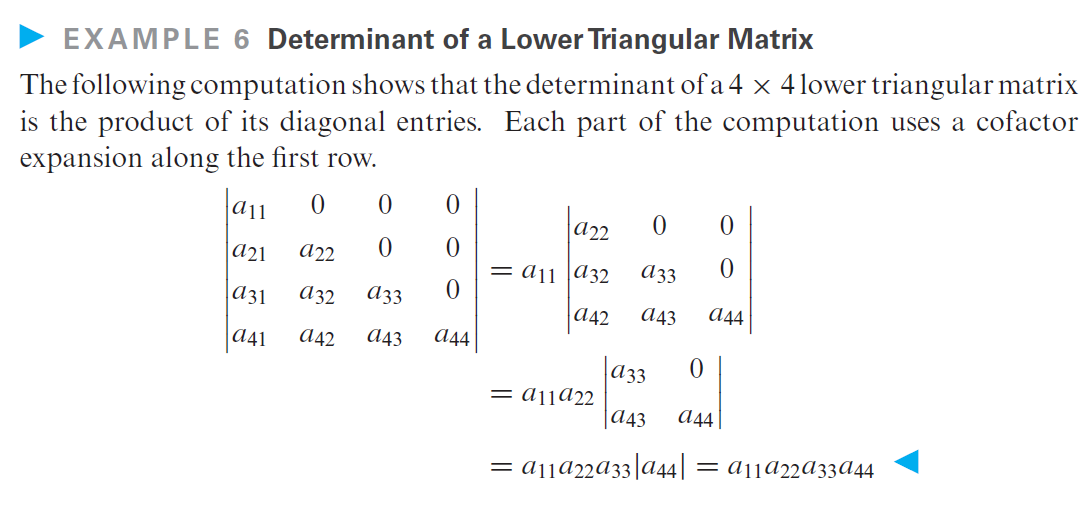 ▶ EXAMPLE 6 Determinant of a Lower Triangular Matrix
The following computation shows that the determinant of a 4 × 4 lower triangular matrix
is the product of its diagonal entries. Each part of the computation uses a cofactor
expansion along the first row.
|a₁₁ 0 0 0|
|a₂₁ a₂₂ 0 0|
|a₃₁ a₃₂ a₃₃ 0|
|a₄₁ a₄₂ a₄₃ a₄₄|
|a₂₂ 0 0|
= a₁₁ |a₃₂ a₃₃ 0|
|a₄₂ a₄₃ a₄₄|
|a₃₃ 0|
= a₁₁a₂₂
|a₄₃ a₄₄|
= a₁₁a₂₂a₃₃|a₄₄| = a₁₁a₂₂a₃₃a₄₄ ◀